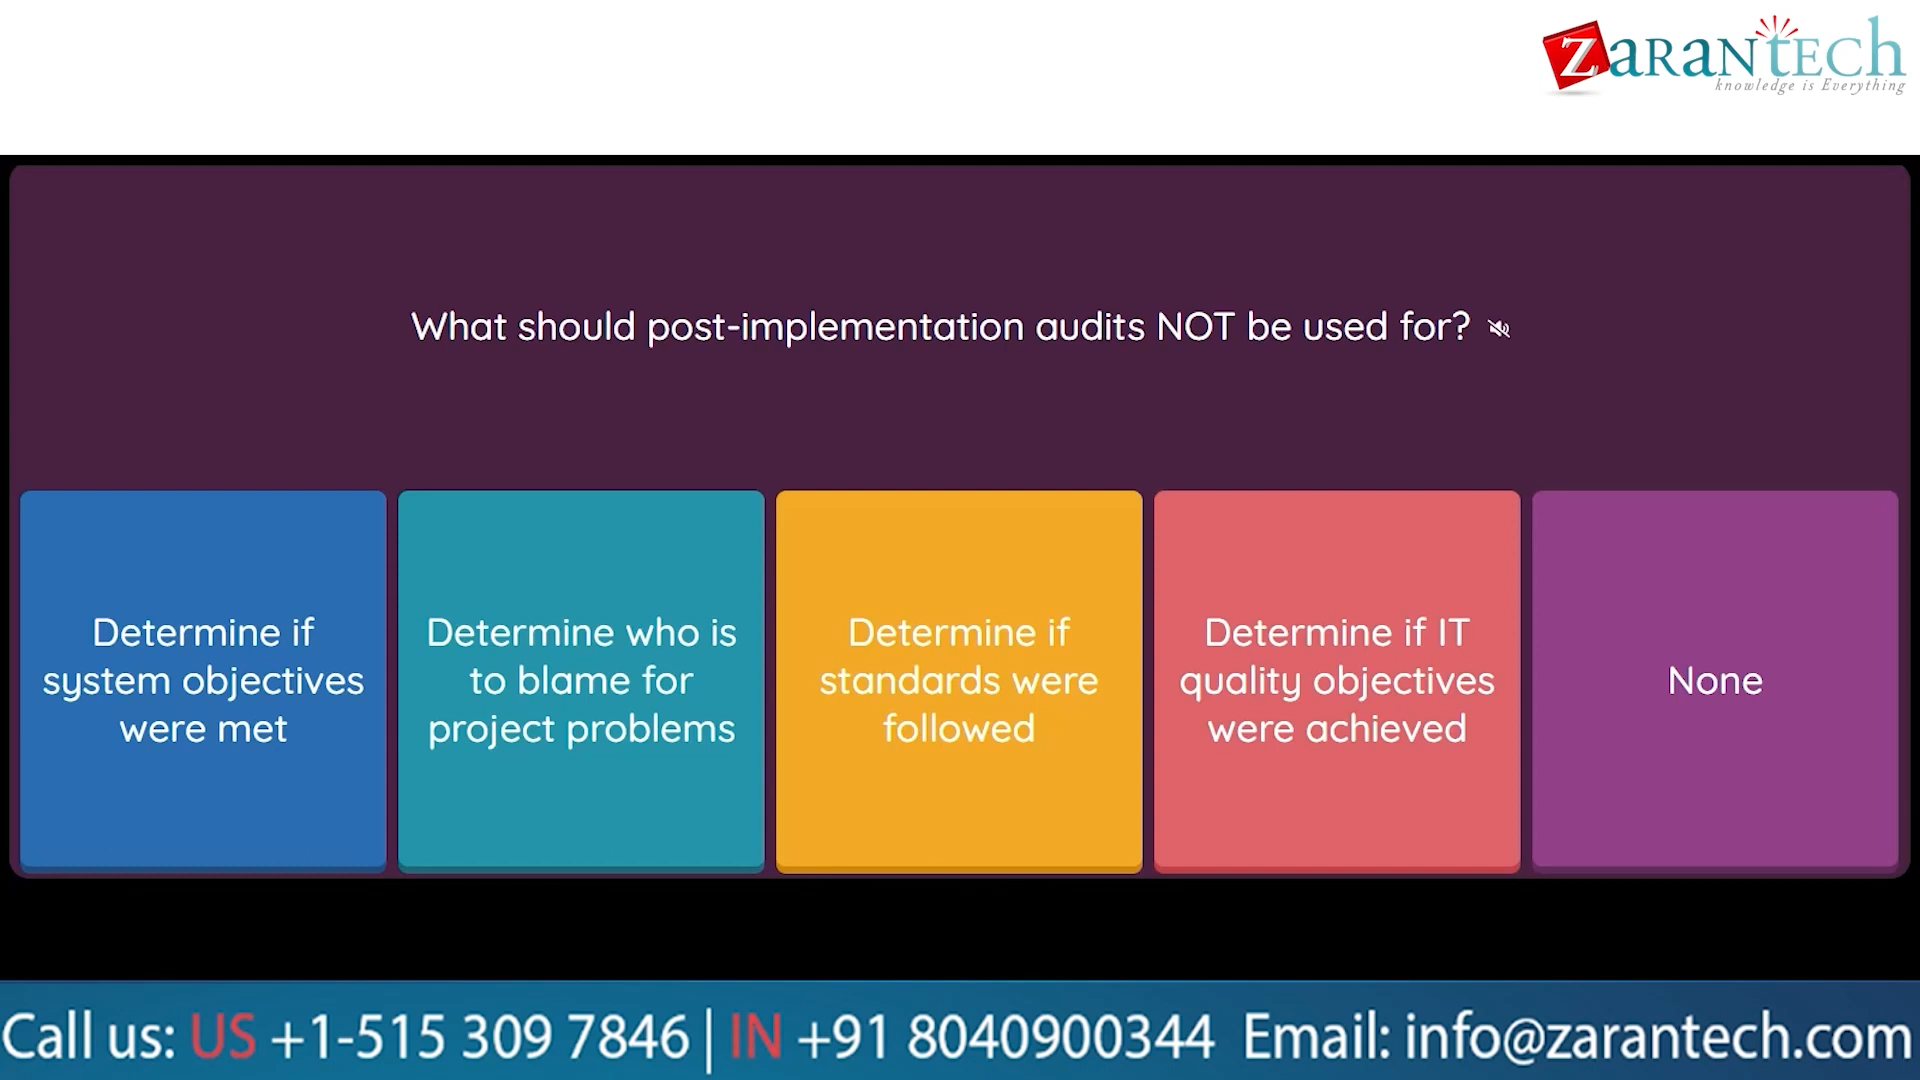 ZARANTECH
knowledge is Everything
What should post-implementation audits NOT be used for?
Determine if
system objectives
were met
Determine who is
to blame for
project problems
Determine if
standards were
followed
Determine if IT
quality objectives
were achieved
None
Call us: US +1-515 309 7846 | IN +91 8040900344 Email: info@zarantech.com